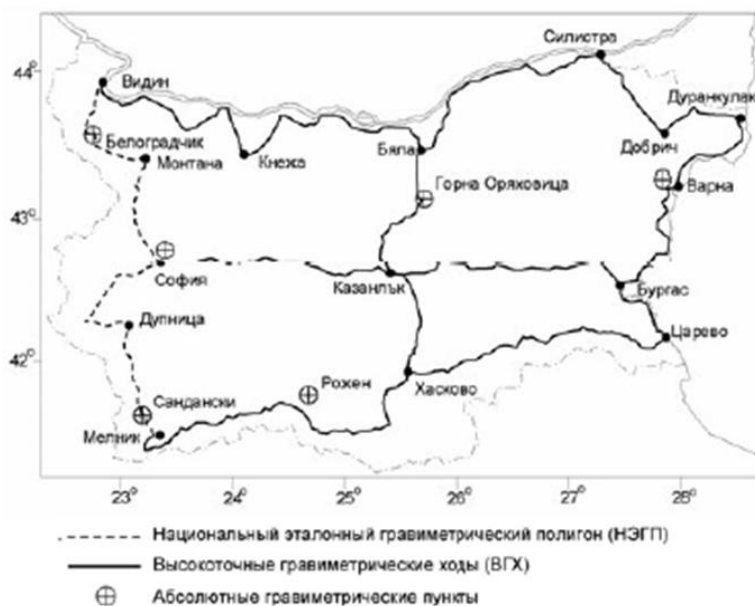 Силистра
44°
Видин
Дуранкулак
Белоградчик
Монтана
Кнежа
Бяла
Добрич
Горна Оряховица
Варна
43°
София
Казанлък
Бургас
Дупница
Царево
42°
Рожен
Хасково
Сандански
Мелник
23° 24° 25° 26° 27° 28°
Национальный эталонный гравиметрический полигон (НЭГП)
Высокоточные гравиметрические ходы (ВГХ)
Абсолютные гравиметрические пункты